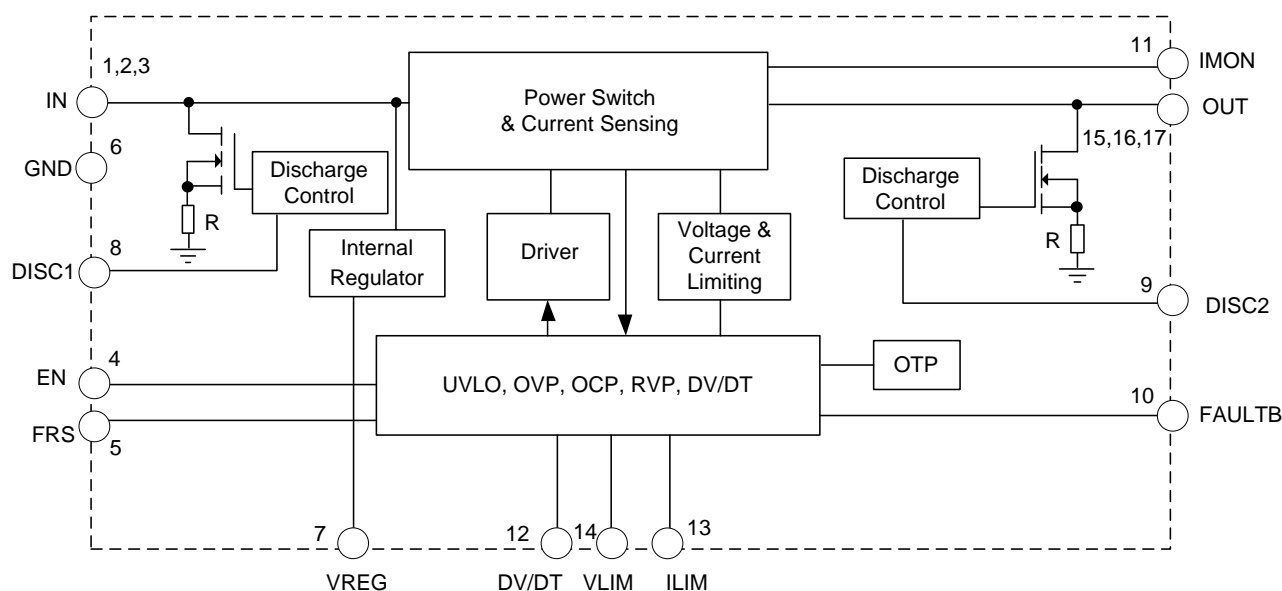 1,2,3
IN
6
GND
8
DISC1
4
EN
FRS
5
Discharge
Control
R
Internal
Regulator
Power Switch
& Current Sensing
Driver
Voltage &
Current
Limiting
UVLO, OVP, OCP, RVP, DV/DT
OTP
11
IMON
OUT
15,16,17
Discharge
Control
R
9
DISC2
10
FAULTB
7
VREG
12
DV/DT
14
VLIM
13
ILIM